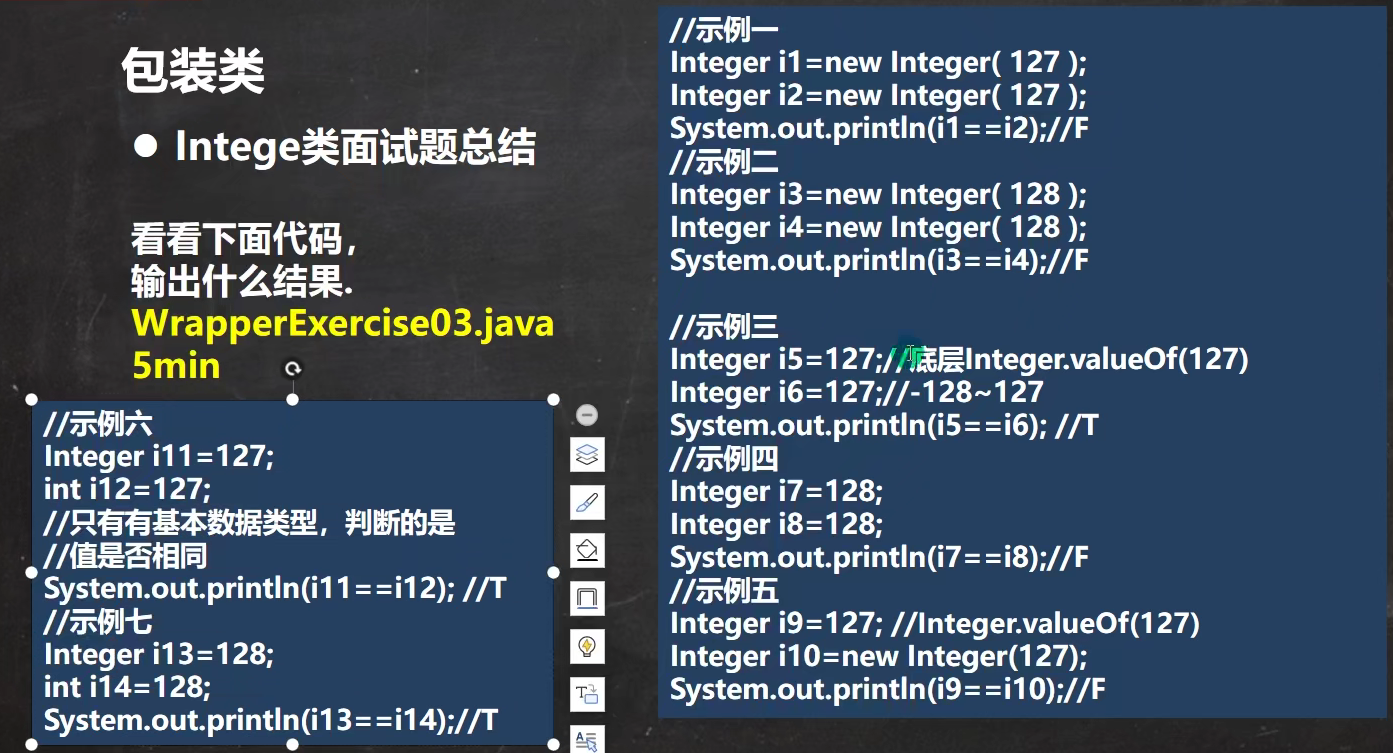 包装类
● Intege类面试题总结
看看下面代码，
输出什么结果.
WrapperExercise03.java
5min
//示例一
Integer i1=new Integer( 127 );
Integer i2=new Integer( 127 );
System.out.println(i1==i2);//F
//示例二
Integer i3=new Integer( 128 );
Integer i4=new Integer( 128 );
System.out.println(i3==i4);//F
//示例三
Integer i5=127;//底层Integer.valueOf(127)
Integer i6=127;//-128~127
System.out.println(i5==i6); //T
//示例四
Integer i7=128;
Integer i8=128;
System.out.println(i7==i8);//F
//示例五
Integer i9=127; //Integer.valueOf(127)
Integer i10=new Integer(127);
System.out.println(i9==i10);//F
//示例六
Integer i11=127;
int i12=127;
//只有有基本数据类型，判断的是
//值是否相同
System.out.println(i11==i12); //T
//示例七
Integer i13=128;
int i14=128;
System.out.println(i13==i14);//T